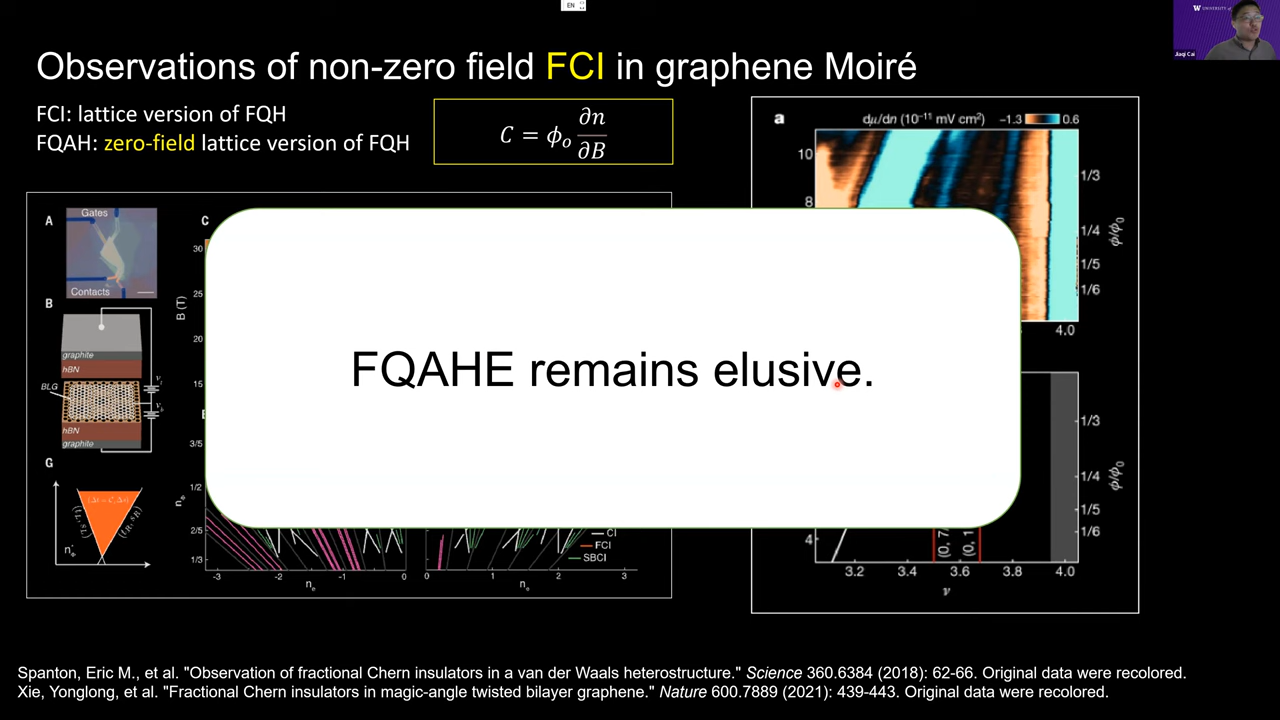 EN
UNIVERSITY of
Jiaqi Cai
Observations of non-zero field FCI in graphene Moiré
FCI: lattice version of FQH
FQAH: zero-field lattice version of FQH
C = ϕₒ ∂n/∂B
A
Gates
Contacts
B
graphite
hBN
BLG
hBN
graphite
G
C
30
25
20
15
B (T)
3/5
1/2
2/5
1/3
-3
-2
-1
0
0
1
2
3
CI
FCI
SBCI
FQAHE remains elusive.
a
dμ/dn (10⁻¹¹ mV cm²)
−1.3
0.6
10
8
1/3
1/4
1/5
1/6
ϕ/ϕ₀
4.0
1/3
1/4
1/5
1/6
ϕ/ϕ₀
4
3.2
3.4
3.6
3.8
4.0
ν
Spanton, Eric M., et al. "Observation of fractional Chern insulators in a van der Waals heterostructure." Science 360.6384 (2018): 62-66. Original data were recolored.
Xie, Yonglong, et al. "Fractional Chern insulators in magic-angle twisted bilayer graphene." Nature 600.7889 (2021): 439-443. Original data were recolored.